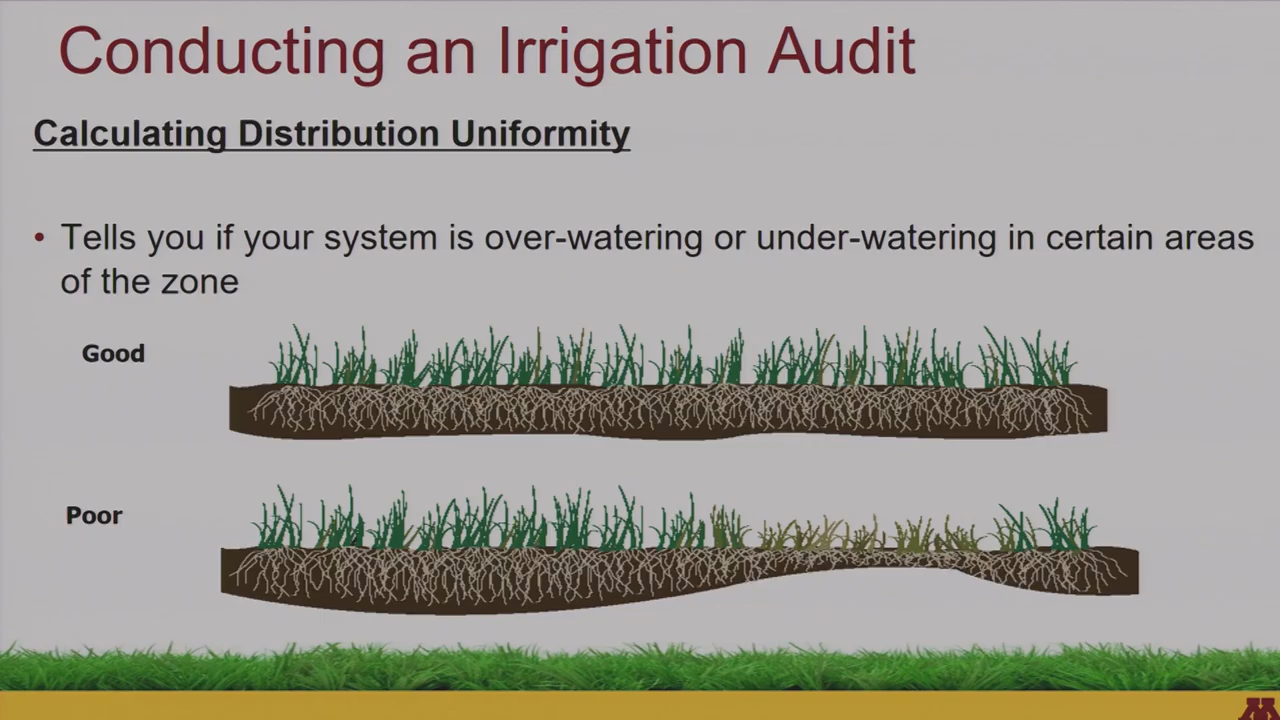 Conducting an Irrigation Audit
Calculating Distribution Uniformity
• Tells you if your system is over-watering or under-watering in certain areas
of the zone
Good
Poor
M